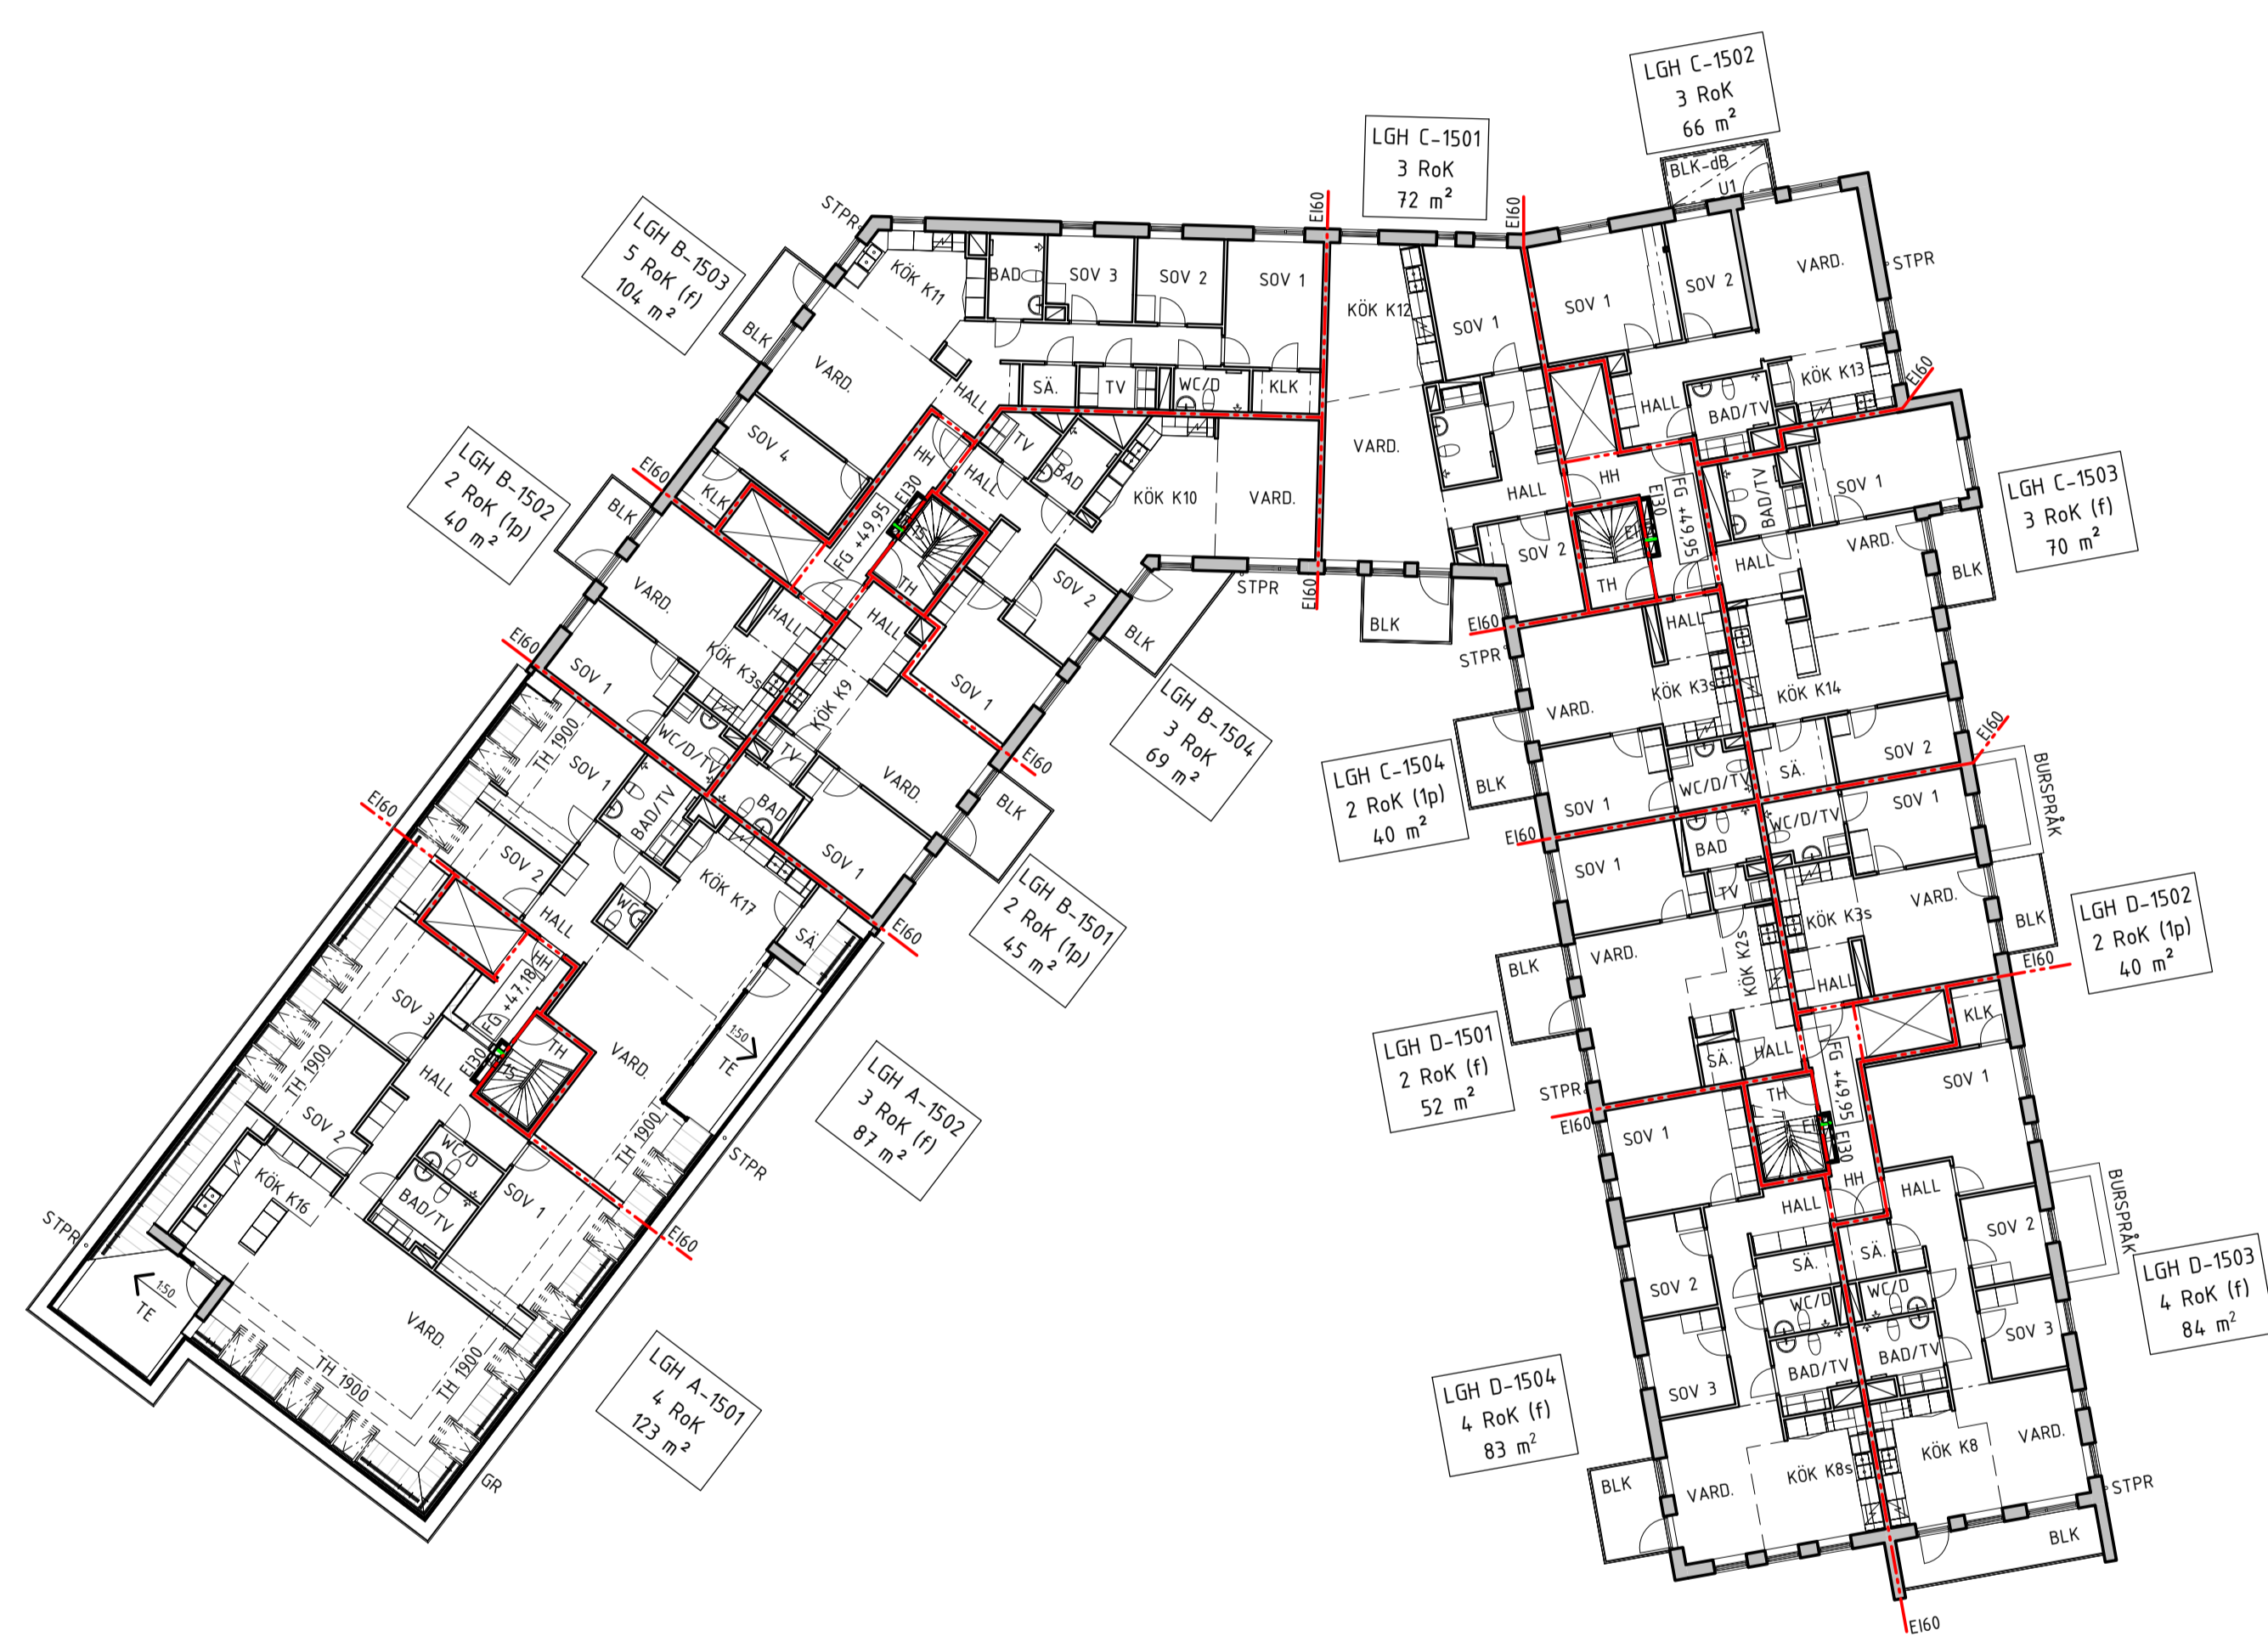 LGH C-1502
3 RoK
66 m²
LGH C-1501
3 RoK
72 m²
LGH B-1503
5 RoK (f)
104 m²
LGH B-1502
2 RoK (1p)
40 m²
LGH C-1503
3 RoK (f)
70 m²
LGH B-1504
3 RoK
69 m²
LGH C-1504
2 RoK (1p)
40 m²
LGH B-1501
2 RoK (1p)
45 m²
LGH D-1502
2 RoK (1p)
40 m²
LGH D-1501
2 RoK (f)
52 m²
LGH A-1502
3 RoK (f)
87 m²
LGH D-1503
4 RoK (f)
84 m²
LGH D-1504
4 RoK (f)
83 m²
LGH A-1501
4 RoK
123 m²
STPR
BLK
KÖK K11
BAD
SOV 3
SOV 2
SOV 1
EI60
VARD.
HALL
SÄ.
TV
WC/D
KLK
SOV 4
KLK
EI60
HH
EI30
FG +49,95
TH
HALL
TV
BAD
KÖK K10
VARD.
SOV 2
SOV 1
BLK
STPR
EI60
BLK
VARD.
HALL
KÖK K3s
SOV 1
WC/D/TV
EI60
HALL
KÖK K9
TV
BAD
VARD.
SOV 1
BLK
EI60
EI60
TH 1900
SOV 1
SOV 2
BAD/TV
WC
HALL
KÖK K17
SÄ.
VARD.
1:50
TE
TH 1900
STPR
EI60
EI60
HH
FG +47,18
EI30
TH
SOV 3
SOV 2
TH 1900
HALL
WC/D
BAD/TV
SOV 1
KÖK K16
STPR
1:50
TE
VARD.
TH 1900
TH 1900
GR
KÖK K12
SOV 1
VARD.
HALL
SOV 2
BLK
EI60
BLK-dB
U1
SOV 1
SOV 2
VARD.
STPR
KÖK K13
EI60
HALL
BAD/TV
HH
EI30
FG +49,95
TH
BAD/TV
SOV 1
HALL
VARD.
BLK
KÖK K14
SÄ.
SOV 2
EI60
BURSPRÅK
EI60
STPR
HALL
KÖK K3s
VARD.
SOV 1
WC/D/TV
BLK
EI60
SOV 1
BAD
TV
VARD.
KÖK K2s
SÄ.
HALL
BLK
STPR
EI60
WC/D/TV
SOV 1
KÖK K3s
VARD.
HALL
BLK
EI60
KLK
FG +49,95
TH
EI30
HH
SOV 1
HALL
SOV 2
SOV 3
BURSPRÅK
SÄ.
WC/D
BAD/TV
KÖK K8
VARD.
STPR
BLK
EI60
SOV 1
HALL
SOV 2
SÄ.
WC/D
BAD/TV
SOV 3
VARD.
KÖK K8s
BLK